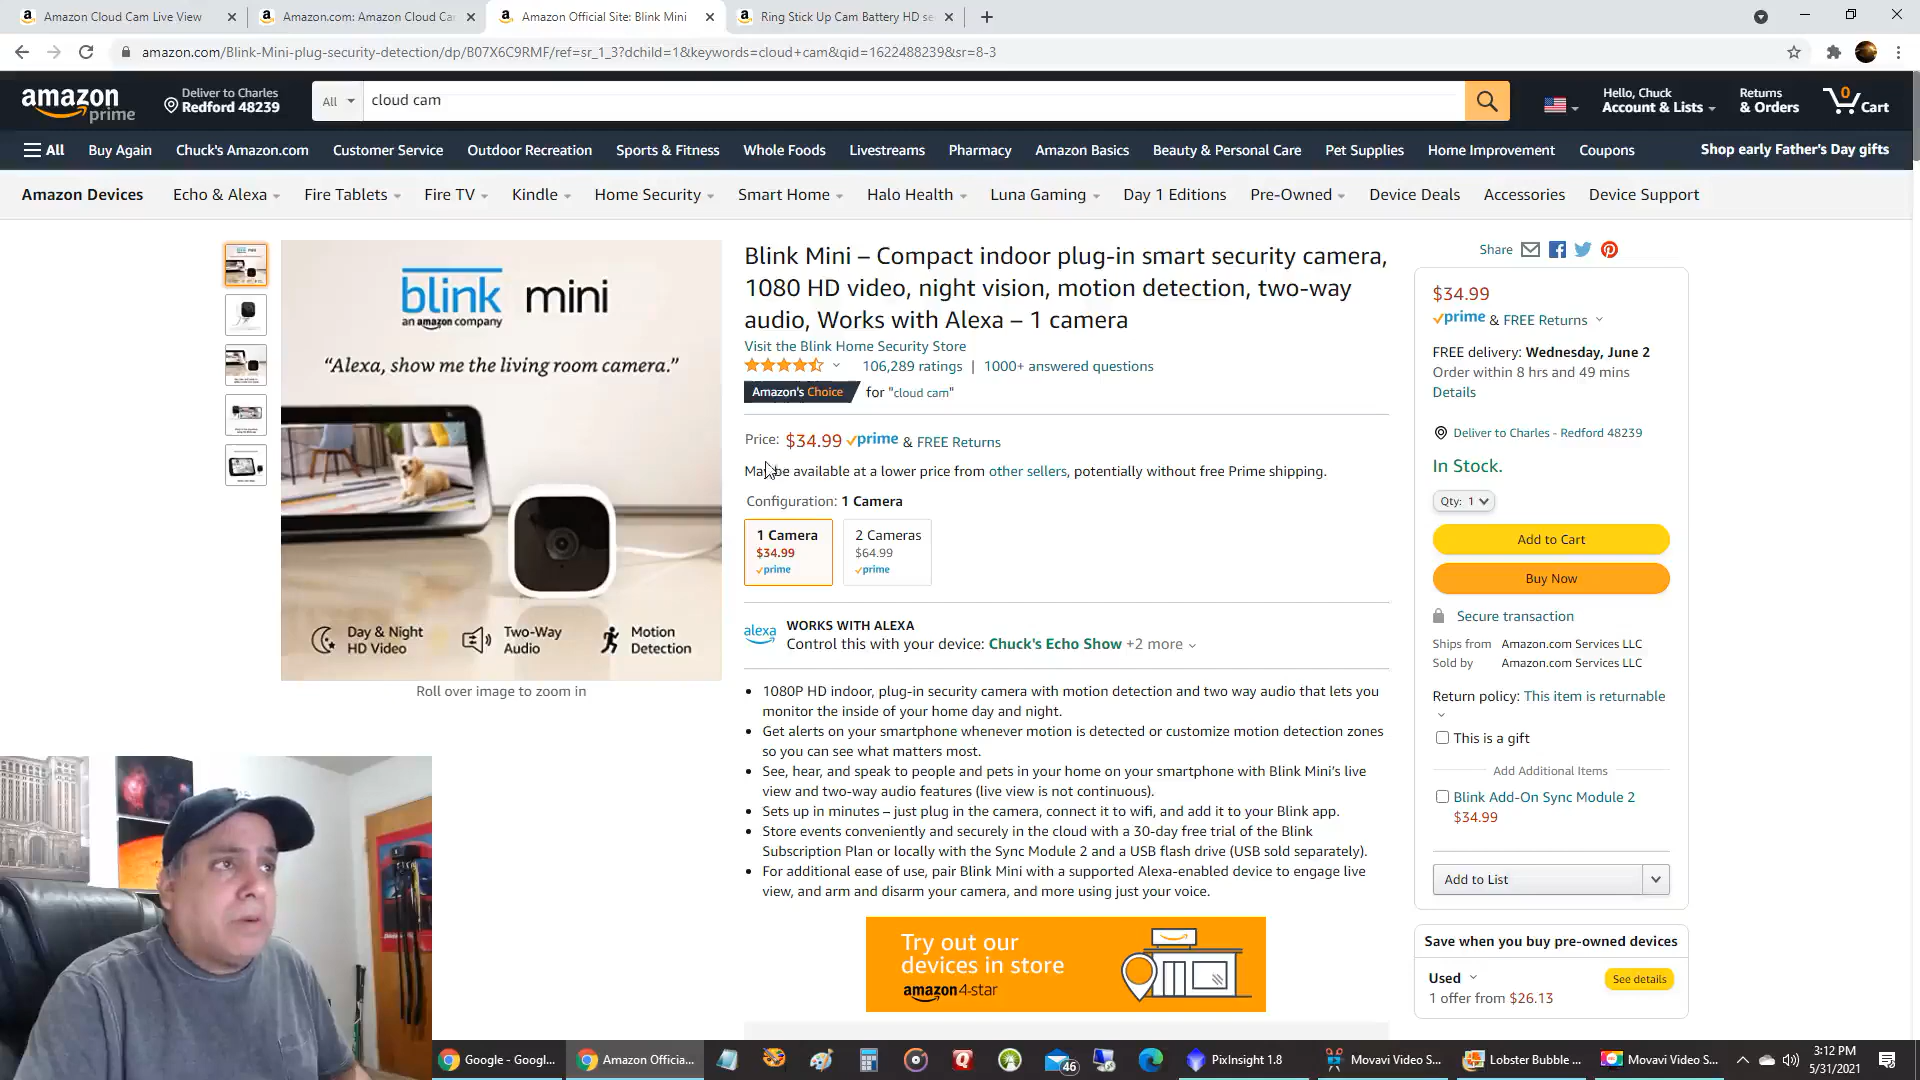 Amazon Cloud Cam Live View
Amazon.com: Amazon Cloud Ca
Amazon Official Site: Blink Mini
Ring Stick Up Cam Battery HD se
amazon.com/Blink-Mini-plug-security-detection/dp/B07X6C9RMF/ref=sr_1_3?dchild=1&keywords=cloud+cam&qid=1622488239&sr=8-3
amazon
prime
Deliver to Charles
Redford 48239
All
cloud cam
Hello, Chuck
Account & Lists
Returns
& Orders
0
Cart
All
Buy Again
Chuck's Amazon.com
Customer Service
Outdoor Recreation
Sports & Fitness
Whole Foods
Livestreams
Pharmacy
Amazon Basics
Beauty & Personal Care
Pet Supplies
Home Improvement
Coupons
Shop early Father's Day gifts
Amazon Devices
Echo & Alexa
Fire Tablets
Fire TV
Kindle
Home Security
Smart Home
Halo Health
Luna Gaming
Day 1 Editions
Pre-Owned
Device Deals
Accessories
Device Support
blink mini
an amazon company
“Alexa, show me the living room camera.”
Day & Night
HD Video
Two-Way
Audio
Motion
Detection
Roll over image to zoom in
Blink Mini – Compact indoor plug-in smart security camera,
1080 HD video, night vision, motion detection, two-way
audio, Works with Alexa – 1 camera
Visit the Blink Home Security Store
106,289 ratings | 1000+ answered questions
Amazon's Choice for "cloud cam"
Price: $34.99 prime & FREE Returns
May be available at a lower price from other sellers, potentially without free Prime shipping.
Configuration: 1 Camera
1 Camera
$34.99
prime
2 Cameras
$64.99
prime
alexa
WORKS WITH ALEXA
Control this with your device: Chuck's Echo Show +2 more
• 1080P HD indoor, plug-in security camera with motion detection and two way audio that lets you
monitor the inside of your home day and night.
• Get alerts on your smartphone whenever motion is detected or customize motion detection zones
so you can see what matters most.
• See, hear, and speak to people and pets in your home on your smartphone with Blink Mini’s live
view and two-way audio features (live view is not continuous).
• Sets up in minutes – just plug in the camera, connect it to wifi, and add it to your Blink app.
• Store events conveniently and securely in the cloud with a 30-day free trial of the Blink
Subscription Plan or locally with the Sync Module 2 and a USB flash drive (USB sold separately).
• For additional ease of use, pair Blink Mini with a supported Alexa-enabled device to engage live
view, and arm and disarm your camera, and more using just your voice.
Try out our
devices in store
amazon 4-star
Share
$34.99
prime & FREE Returns
FREE delivery: Wednesday, June 2
Order within 8 hrs and 49 mins
Details
Deliver to Charles - Redford 48239
In Stock.
Qty: 1
Add to Cart
Buy Now
Secure transaction
Ships from Amazon.com Services LLC
Sold by Amazon.com Services LLC
Return policy: This item is returnable
This is a gift
Add Additional Items
Blink Add-On Sync Module 2
$34.99
Add to List
Save when you buy pre-owned devices
Used
See details
1 offer from $26.13
Google - Googl...
Amazon Officia...
46
PixInsight 1.8
Movavi Video S...
Lobster Bubble ...
Movavi Video S...
3:12 PM
5/31/2021